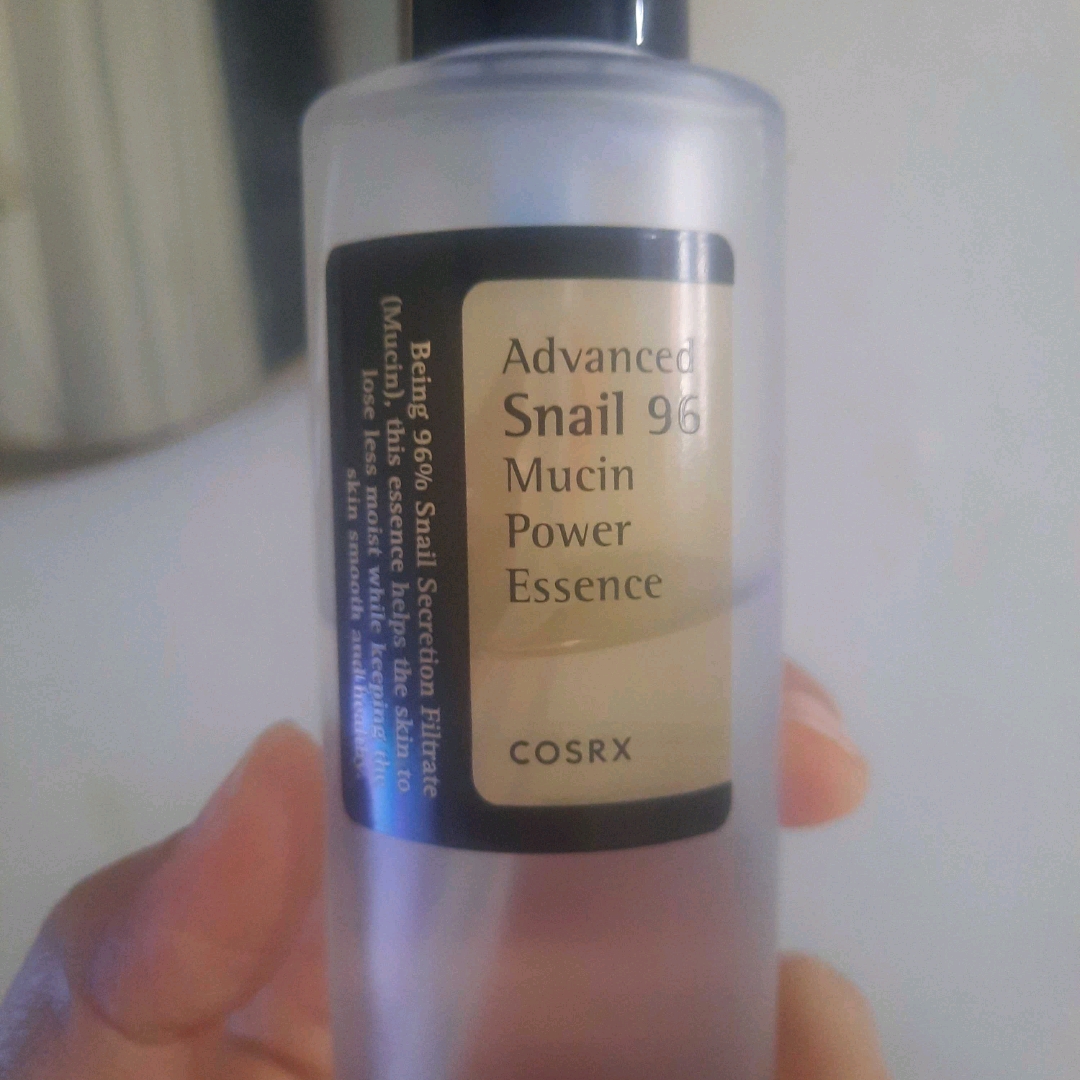 Advanced
Snail 96
Mucin
Power
Essence
COSRX
Being 96% Snail Secretion Filtrate
(Mucin), this essence helps the skin to
lose less moist while keeping the
skin smooth and healthy.